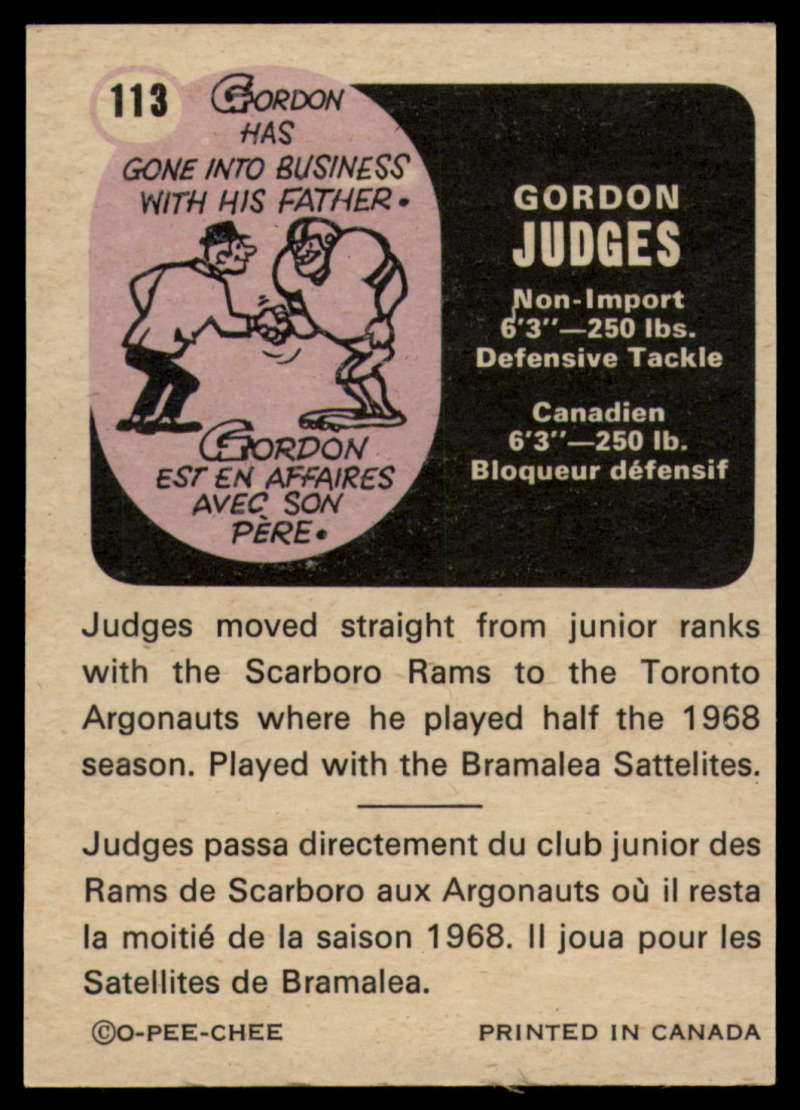 113
GORDON
HAS
GONE INTO BUSINESS
WITH HIS FATHER.
GORDON
JUDGES
Non-Import
6'3"—250 lbs.
Defensive Tackle
Canadien
6'3"—250 lb.
Bloqueur défensif
GORDON
EST EN AFFAIRES
AVEC SON
PÈRE.
Judges moved straight from junior ranks
with the Scarboro Rams to the Toronto
Argonauts where he played half the 1968
season. Played with the Bramalea Sattelites.
Judges passa directement du club junior des
Rams de Scarboro aux Argonauts où il resta
la moitié de la saison 1968. Il joua pour les
Satellites de Bramalea.
©O-PEE-CHEE PRINTED IN CANADA